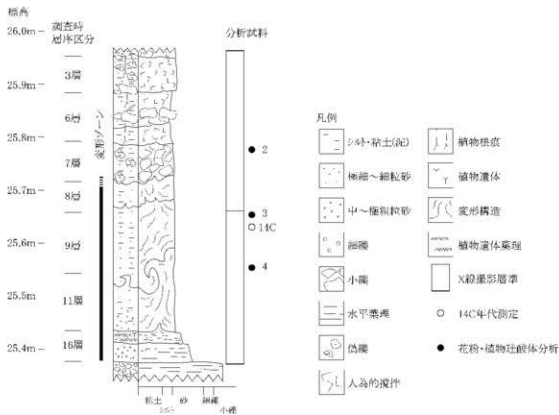 標高
調査時
層序区分
分析試料
26.0m
25.9m
25.8m
25.7m
25.6m
25.5m
25.4m
3層
6層
7層
8層
9層
11層
16層
変形ゾーン
2
3
14C
4
粘土
シルト
砂
細礫
小礫
凡例
シルト・粘土(泥)
極細～細粒砂
中～極粗粒砂
細礫
小礫
水平葉理
偽礫
人為的攪拌
植物根痕
植物遺体
変形構造
植物遺体葉理
X線撮影層準
14C年代測定
花粉・植物珪酸体分析